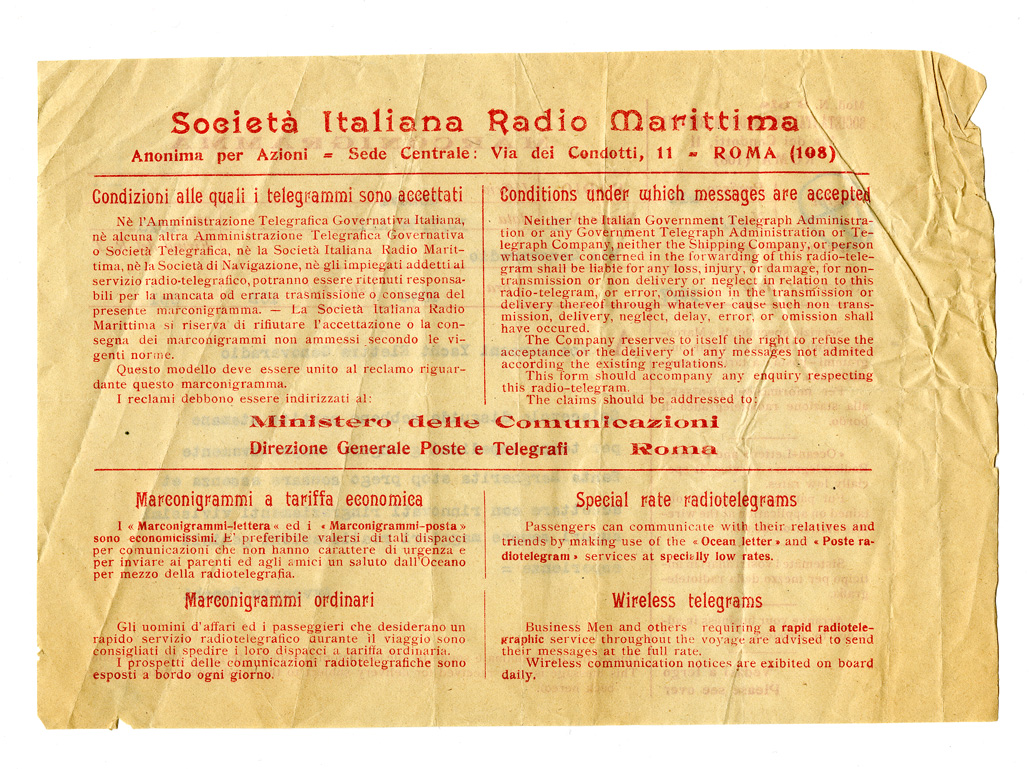 Società Italiana Radio Marittima
Anonima per Azioni = Sede Centrale: Via dei Condotti, 11 = ROMA (108)
Condizioni alle quali i telegrammi sono accettati
Nè l'Amministrazione Telegrafica Governativa Italiana,
nè alcuna altra Amministrazione Telegrafica Governativa
o Società Telegrafica, nè la Società Italiana Radio Marit-
tima, nè la Società di Navigazione, nè gli impiegati addetti al
servizio radio-telegrafico, potranno essere ritenuti responsa-
bili per la mancata od errata trasmissione o consegna del
presente marconigramma. — La Società Italiana Radio
Marittima si riserva di rifiutare l'accettazione o la con-
segna dei marconigrammi non ammessi secondo le vi-
genti norme.
Questo modello deve essere unito al reclamo riguar-
dante questo marconigramma.
I reclami debbono essere indirizzati al:
Conditions under which messages are accepted
Neither the Italian Government Telegraph Administra-
tion or any Government Telegraph Administration or Te-
legraph Company, neither the Shipping Company, or person
whatsoever concerned in the forwarding of this radio-tele-
gram shall be liable for any loss, injury, or damage, for non-
transmission or non delivery or neglect in relation to this
radio-telegram, or error, omission in the transmission or
delivery thereof through whatever cause such non trans-
mission, delivery, neglect, delay, error, or omission shall
have occured.
The Company reserves to itself the right to refuse the
acceptance or the delivery of any messages not admited
according the existing regulations.
This form should accompany any enquiry respecting
this radio-telegram.
The claims should be addressed to:
Ministero delle Comunicazioni
Direzione Generale Poste e Telegrafi Roma
Marconigrammi a tariffa economica
I « Marconigrammi-lettera « ed i « Marconigrammi-posta »
sono economicissimi. E' preferibile valersi di tali dispacci
per comunicazioni che non hanno carattere di urgenza e
per inviare ai parenti ed agli amici un saluto dall'Oceano
per mezzo della radiotelegrafia.
Marconigrammi ordinari
Gli uomini d'affari ed i passeggieri che desiderano un
rapido servizio radiotelegrafico durante il viaggio sono
consigliati di spedire i loro dispacci a tariffa ordinaria.
I prospetti delle comunicazioni radiotelegrafiche sono
esposti a bordo ogni giorno.
Special rate radiotelegrams
Passengers can communicate with their relatives and
friends by making use of the « Ocean letter » and « Poste ra-
diotelegram » services at specially low rates.
Wireless telegrams
Business Men and others requiring a rapid radiotele-
graphic service throughout the voyage are advised to send
their messages at the full rate.
Wireless communication notices are exibited on board
daily.